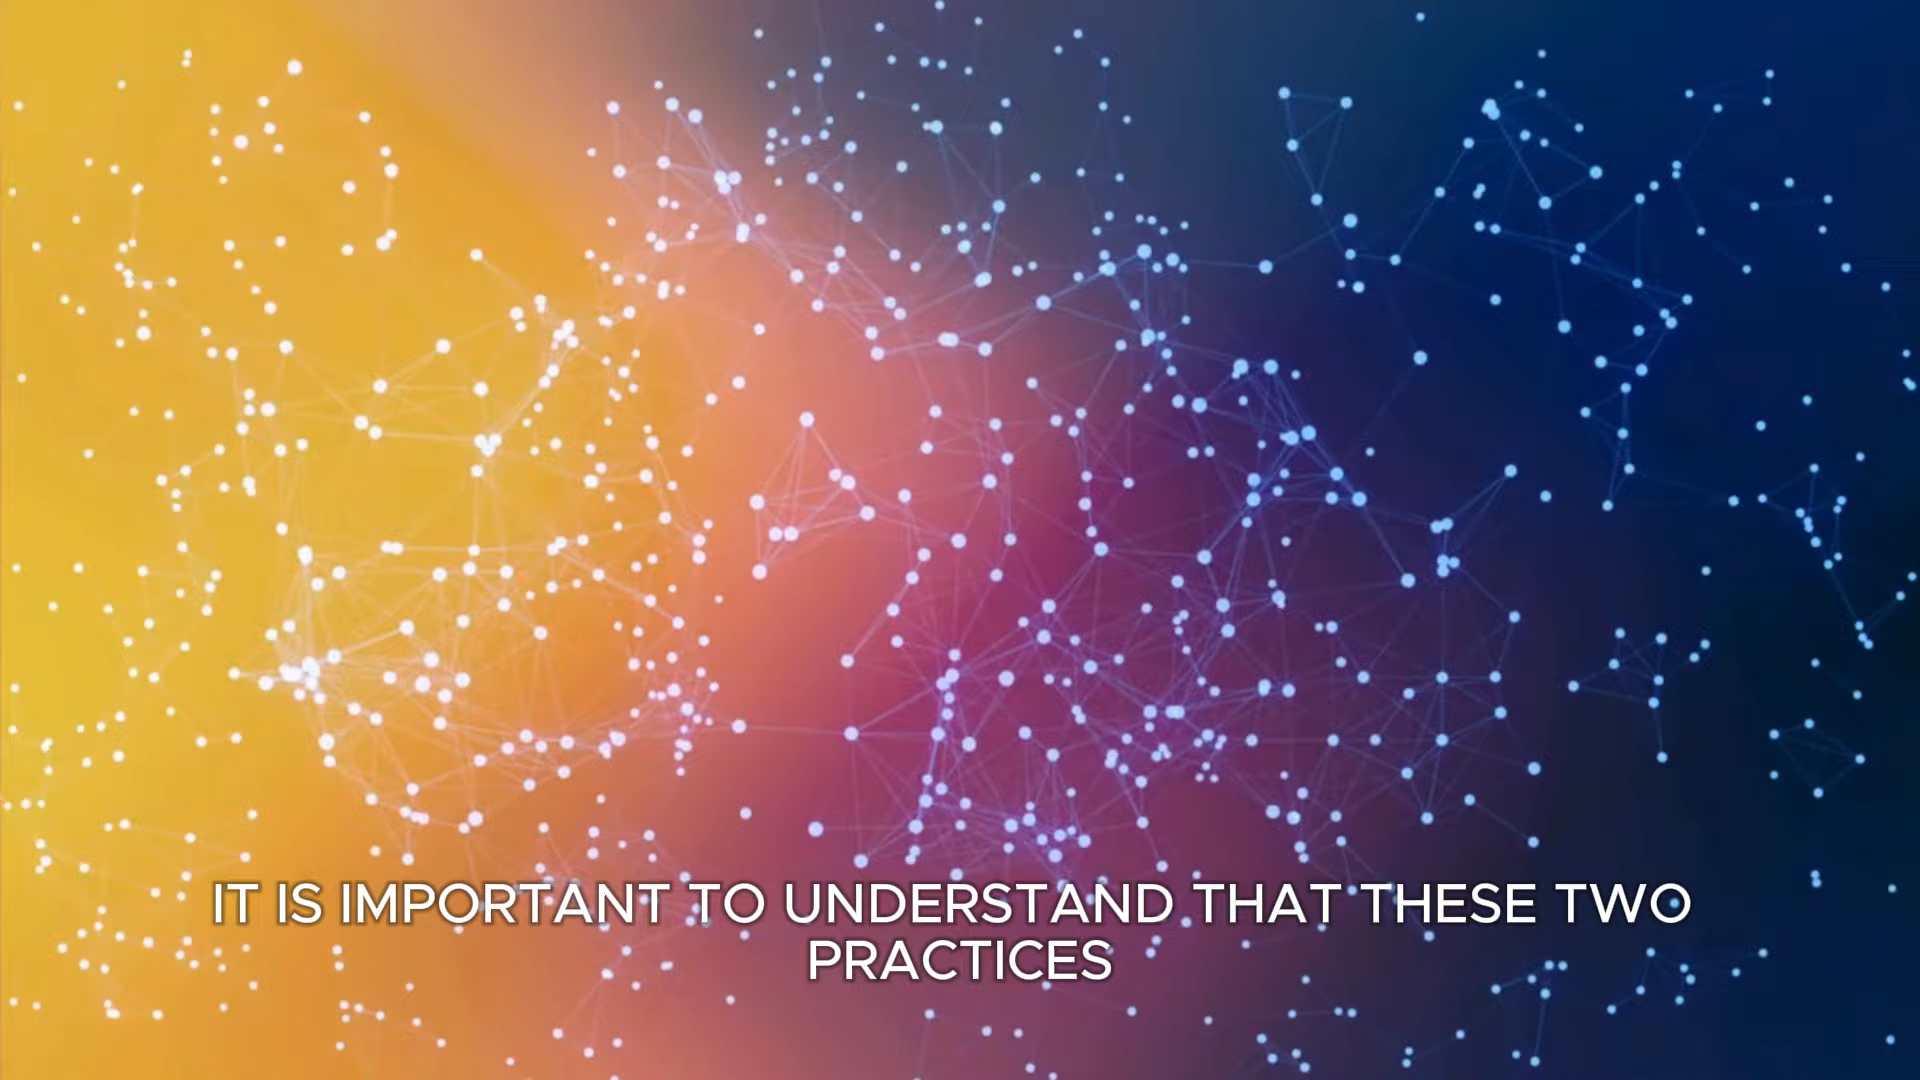 IT IS IMPORTANT TO UNDERSTAND THAT THESE TWO
PRACTICES